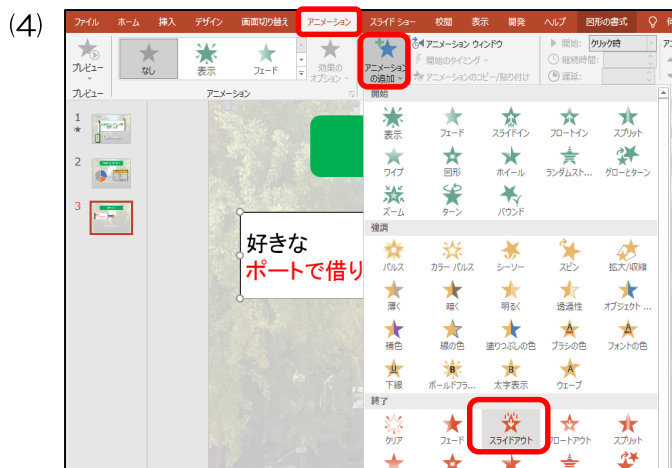 (4)
ファイル ホーム 挿入 デザイン 画面切り替え アニメーション スライド ショー 校閲 表示 開発 ヘルプ 図形の書式
プレビュー なし 表示 フェード 効果の オプション アニメーション の追加 アニメーション ウィンドウ 開始: クリック時
開始のタイミング 継続時間:
アニメーションのコピー/貼り付け 遅延:
プレビュー アニメーション
開始
表示 フェード スライドイン フロートイン スプリット
ワイプ 図形 ホイール ランダムスト... グローとターン
ズーム ターン バウンド
強調
パルス カラー パルス シーソー スピン 拡大/収縮
薄く 暗く 明るく 透過性 オブジェクト ...
補色 線の色 塗りつぶしの色 ブラシの色 フォントの色
下線 ボールドフラ... 太字表示 ウェーブ
終了
クリア フェード スライドアウト フロートアウト スプリット
1
2
3
好きな
ポートで借り